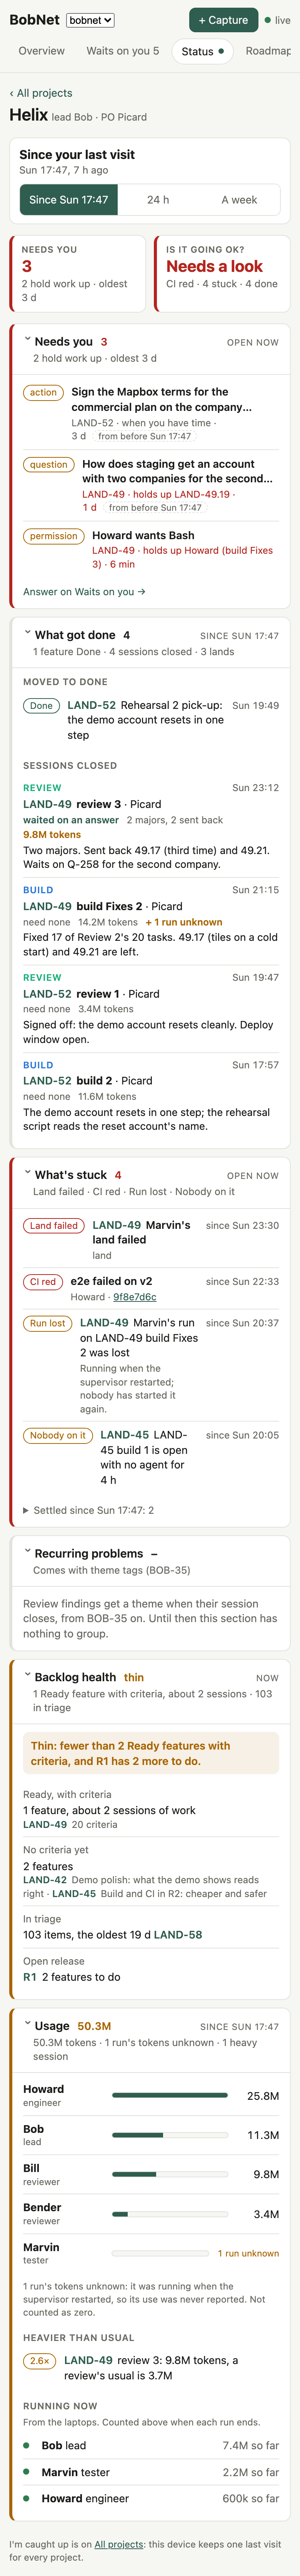 BobNet bobnet + Capture live
Overview Waits on you 5 Status Roadmap
‹ All projects
Helix lead Bob · PO Picard
Since your last visit
Sun 17:47, 7 h ago
Since Sun 17:47 24 h A week
NEEDS YOU
3
2 hold work up · oldest
3 d
IS IT GOING OK?
Needs a look
CI red · 4 stuck · 4 done
Needs you 3 OPEN NOW
2 hold work up · oldest 3 d
action Sign the Mapbox terms for the
commercial plan on the company...
LAND-52 · when you have time ·
3 d from before Sun 17:47
question How does staging get an account
with two companies for the second...
LAND-49 · holds up LAND-49.19 ·
1 d from before Sun 17:47
permission Howard wants Bash
LAND-49 · holds up Howard (build Fixes
3) · 6 min
Answer on Waits on you →
What got done 4 SINCE SUN 17:47
1 feature Done · 4 sessions closed · 3 lands
MOVED TO DONE
Done LAND-52 Rehearsal 2 pick-up: Sun 19:49
the demo account resets in one
step
SESSIONS CLOSED
REVIEW Sun 23:12
LAND-49 review 3 · Picard
waited on an answer 2 majors, 2 sent back
9.8M tokens
Two majors. Sent back 49.17 (third time) and 49.21.
Waits on Q-258 for the second company.
BUILD Sun 21:15
LAND-49 build Fixes 2 · Picard
need none 14.2M tokens + 1 run unknown
Fixed 17 of Review 2's 20 tasks. 49.17 (tiles on a cold
start) and 49.21 are left.
REVIEW Sun 19:47
LAND-52 review 1 · Picard
need none 3.4M tokens
Signed off: the demo account resets cleanly. Deploy
window open.
BUILD Sun 17:57
LAND-52 build 2 · Picard
need none 11.6M tokens
The demo account resets in one step; the rehearsal
script reads the reset account's name.
What's stuck 4 OPEN NOW
Land failed · CI red · Run lost · Nobody on it
Land failed LAND-49 Marvin's since Sun 23:30
land failed
land
CI red e2e failed on v2 since Sun 22:33
Howard · 9f8e7d6c
Run lost LAND-49 Marvin's run since Sun 20:37
on LAND-49 build Fixes
2 was lost
Running when the
supervisor restarted;
nobody has started it
again.
Nobody on it LAND-45 LAND- since Sun 20:05
45 build 1 is open
with no agent for
4 h
Settled since Sun 17:47: 2
Recurring problems –
Comes with theme tags (BOB-35)
Review findings get a theme when their session
closes, from BOB-35 on. Until then this section has
nothing to group.
Backlog health thin NOW
1 Ready feature with criteria, about 2 sessions · 103
in triage
Thin: fewer than 2 Ready features with
criteria, and R1 has 2 more to do.
Ready, with criteria
1 feature, about 2 sessions of work
LAND-49 20 criteria
No criteria yet
2 features
LAND-42 Demo polish: what the demo shows reads
right · LAND-45 Build and CI in R2: cheaper and safer
In triage
103 items, the oldest 19 d LAND-58
Open release
R1 2 features to do
Usage 50.3M SINCE SUN 17:47
50.3M tokens · 1 run's tokens unknown · 1 heavy
session
Howard 25.8M
engineer
Bob 11.3M
lead
Bill 9.8M
reviewer
Bender 3.4M
reviewer
Marvin 1 run unknown
tester
1 run's tokens unknown: it was running when the
supervisor restarted, so its use was never reported. Not
counted as zero.
HEAVIER THAN USUAL
2.6x LAND-49 review 3: 9.8M tokens, a
review's usual is 3.7M
RUNNING NOW
From the laptops. Counted above when each run ends.
Bob lead 7.4M so far
Marvin tester 2.2M so far
Howard engineer 600k so far
I'm caught up is on All projects: this device keeps one last visit
for every project.